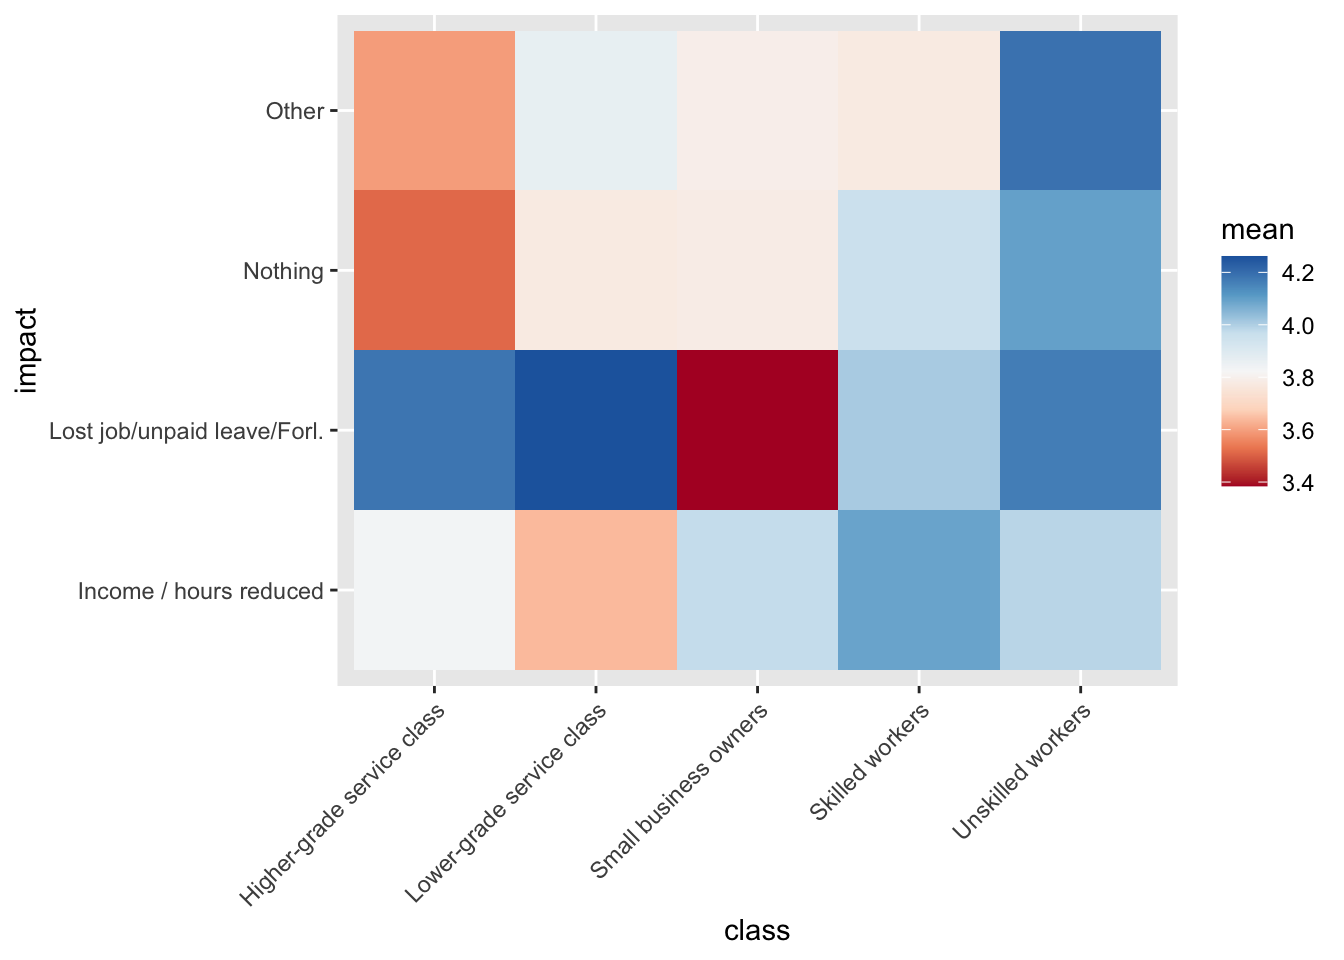 Other
Nothing
Lost job/unpaid leave/Forl.
Income / hours reduced
impact
Higher-grade service class
Lower-grade service class
Small business owners
Skilled workers
Unskilled workers
class
mean
4.2
4.0
3.8
3.6
3.4